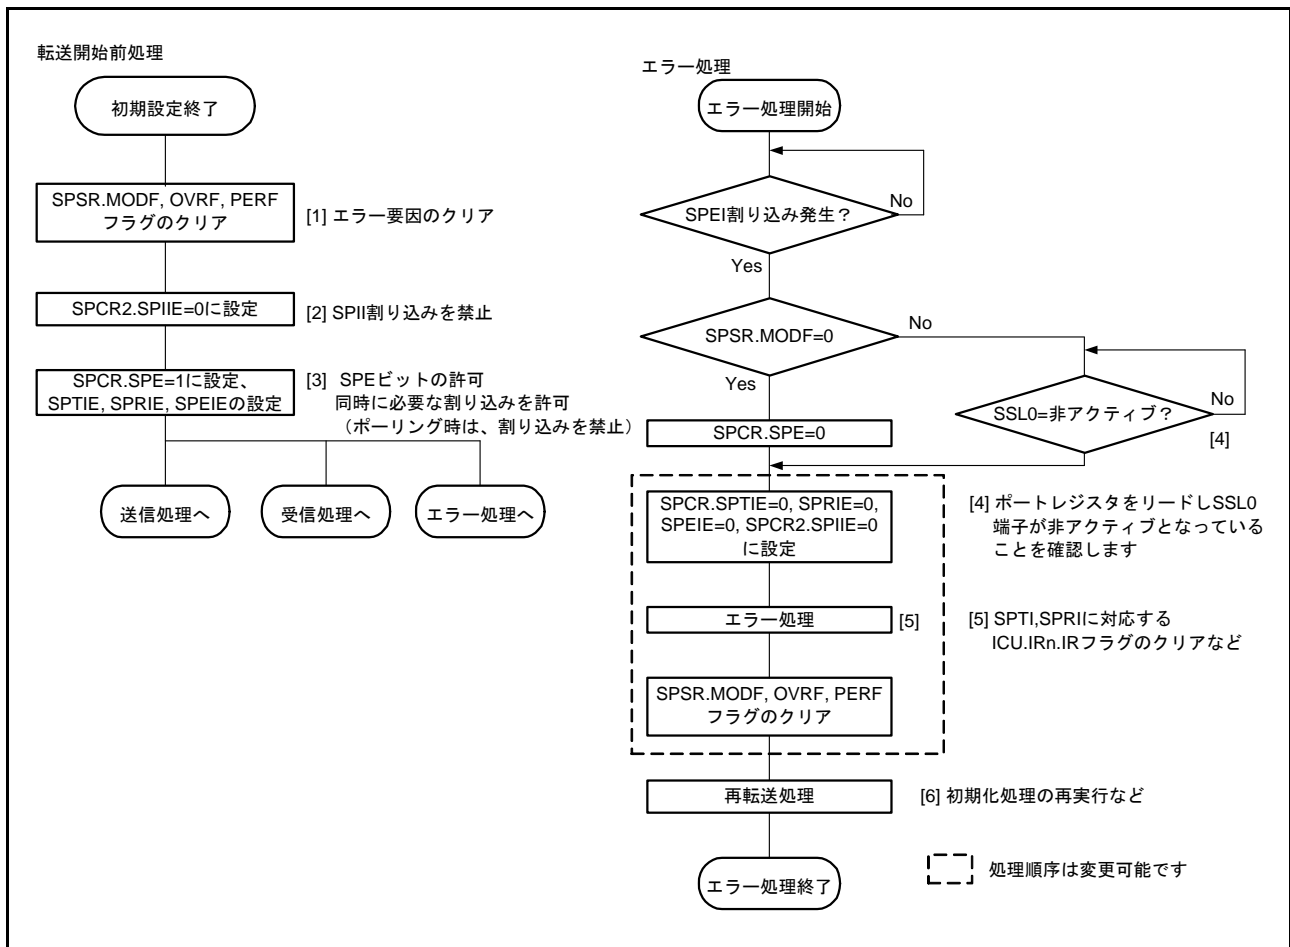 転送開始前処理
初期設定終了
SPSR.MODF, OVRF, PERF
フラグのクリア
[1] エラー要因のクリア
SPCR2.SPIIE=0に設定
[2] SPII割り込みを禁止
SPCR.SPE=1に設定、
SPTIE, SPRIE, SPEIEの設定
[3] SPEビットの許可
同時に必要な割り込みを許可
（ポーリング時は、割り込みを禁止）
送信処理へ
受信処理へ
エラー処理へ
エラー処理
エラー処理開始
SPEI割り込み発生？
No
Yes
SPSR.MODF=0
No
Yes
SSL0=非アクティブ？
No
[4]
SPCR.SPE=0
SPCR.SPTIE=0, SPRIE=0,
SPEIE=0, SPCR2.SPIIE=0
に設定
[4] ポートレジスタをリードしSSL0
端子が非アクティブとなっている
ことを確認します
エラー処理
[5]
[5] SPTI,SPRIに対応する
ICU.IRn.IRフラグのクリアなど
SPSR.MODF, OVRF, PERF
フラグのクリア
再転送処理
[6] 初期化処理の再実行など
エラー処理終了
処理順序は変更可能です